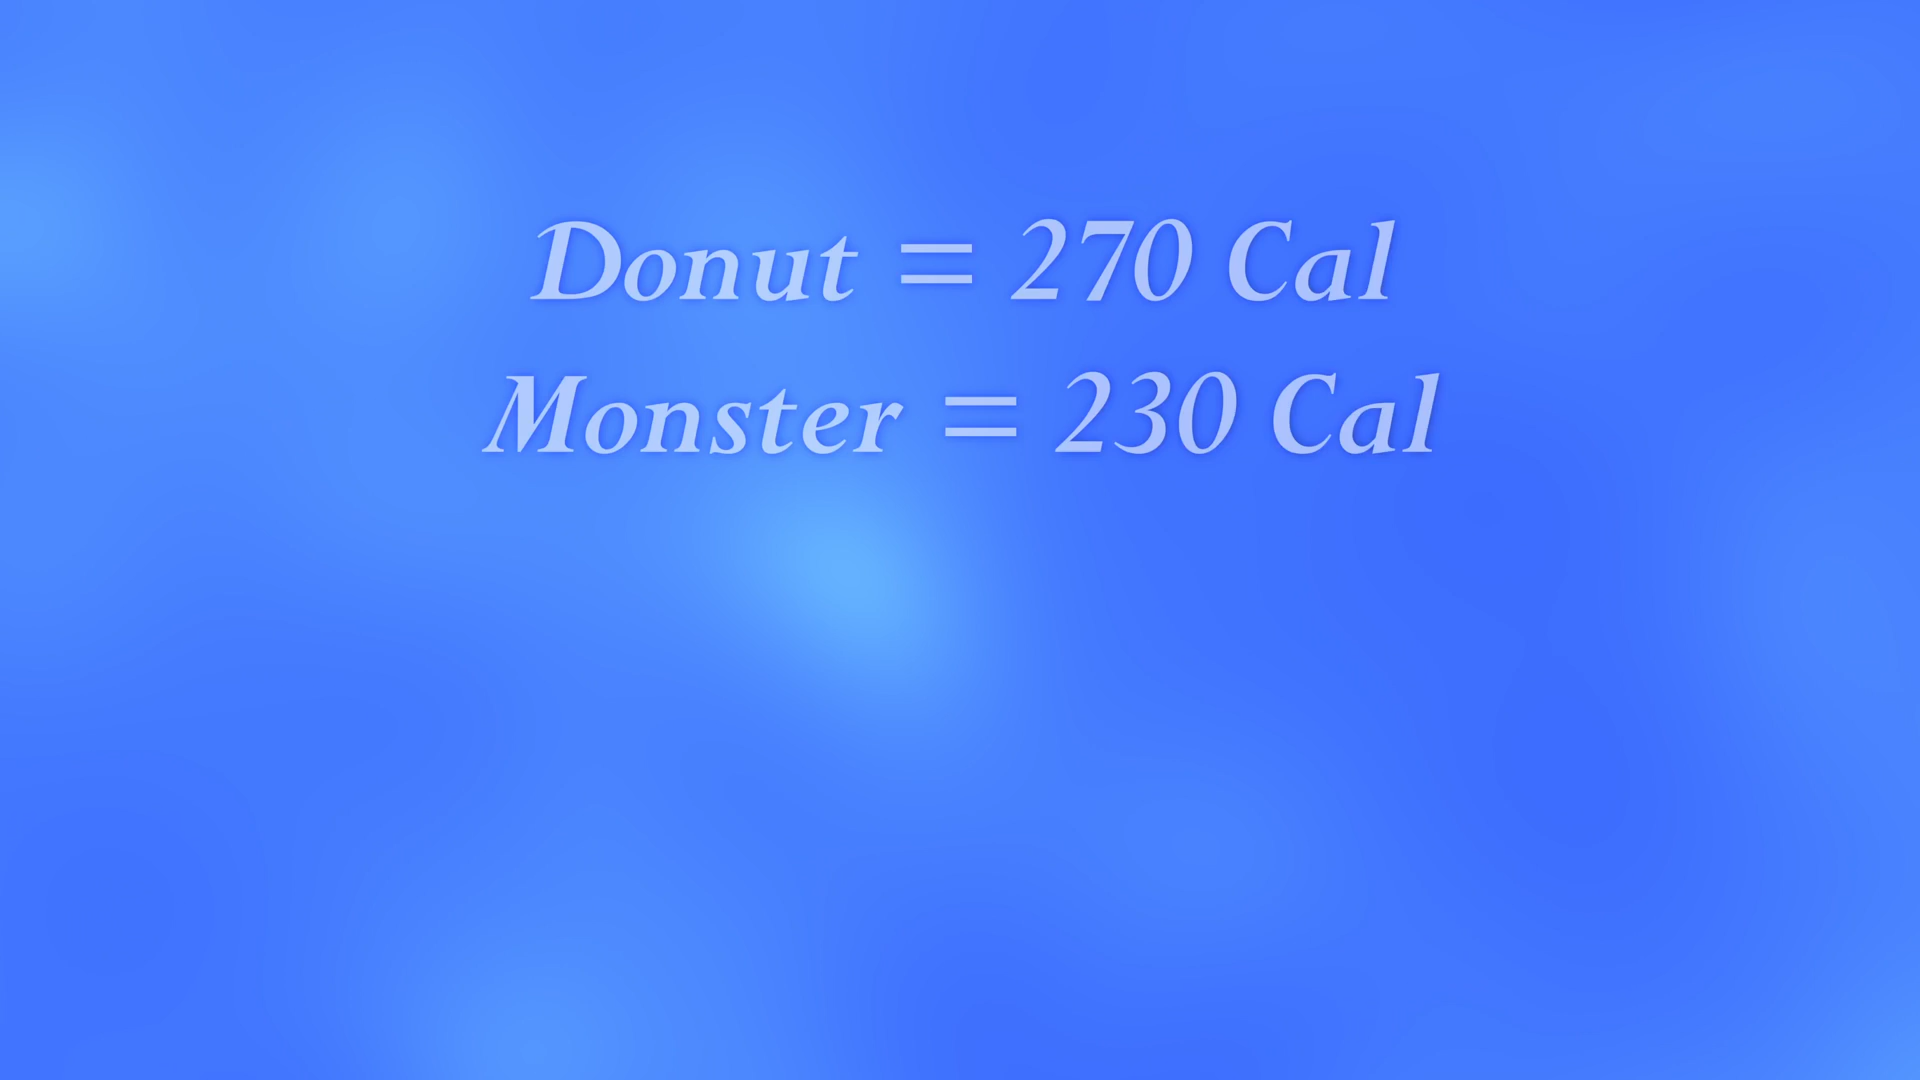 Donut = 270 Cal
Monster = 230 Cal